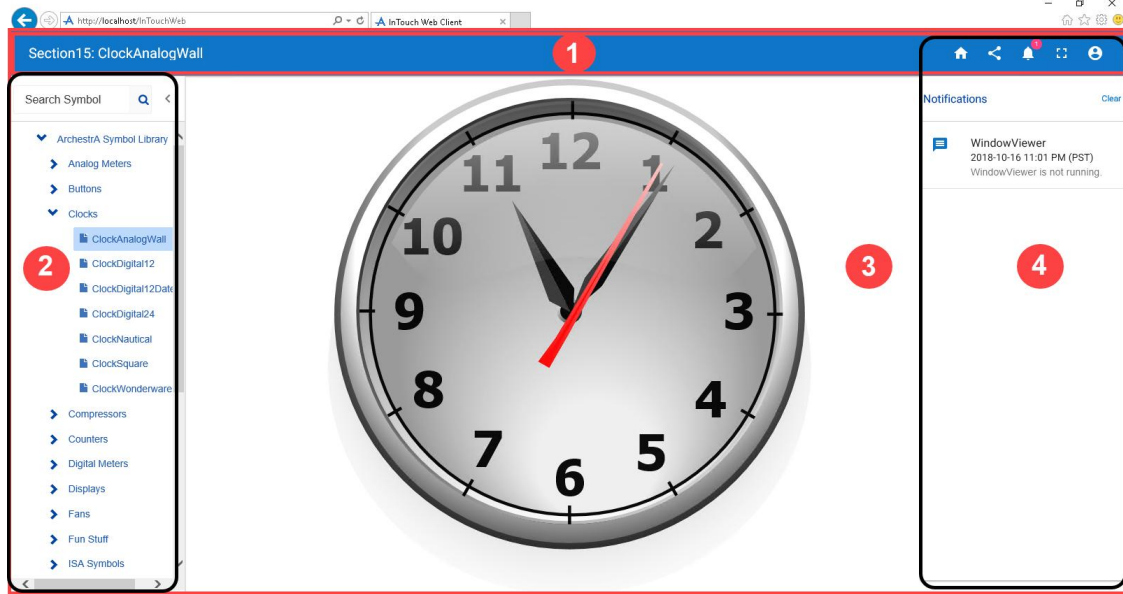 http://localhost/InTouchWeb
InTouch Web Client
Section15: ClockAnalogWall
1
1
Search Symbol
ArchestrA Symbol Library
Analog Meters
Buttons
Clocks
ClockAnalogWall
ClockDigital12
ClockDigital12Date
ClockDigital24
ClockNautical
ClockSquare
ClockWonderware
Compressors
Counters
Digital Meters
Displays
Fans
Fun Stuff
ISA Symbols
2
12
1
2
3
4
5
6
7
8
9
10
11
3
Notifications
Clear
WindowViewer
2018-10-16 11:01 PM (PST)
WindowViewer is not running.
4